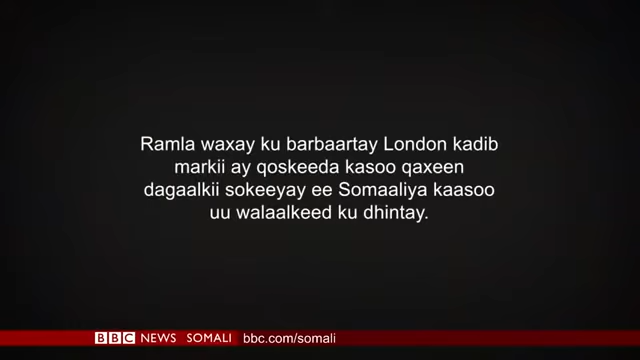 Ramla waxay ku barbaartay London kadib
markii ay qoskeeda kasoo qaxeen
dagaalkii sokeeyay ee Somaaliya kaasoo
uu walaalkeed ku dhintay.
BBC NEWS SOMALI bbc.com/somali